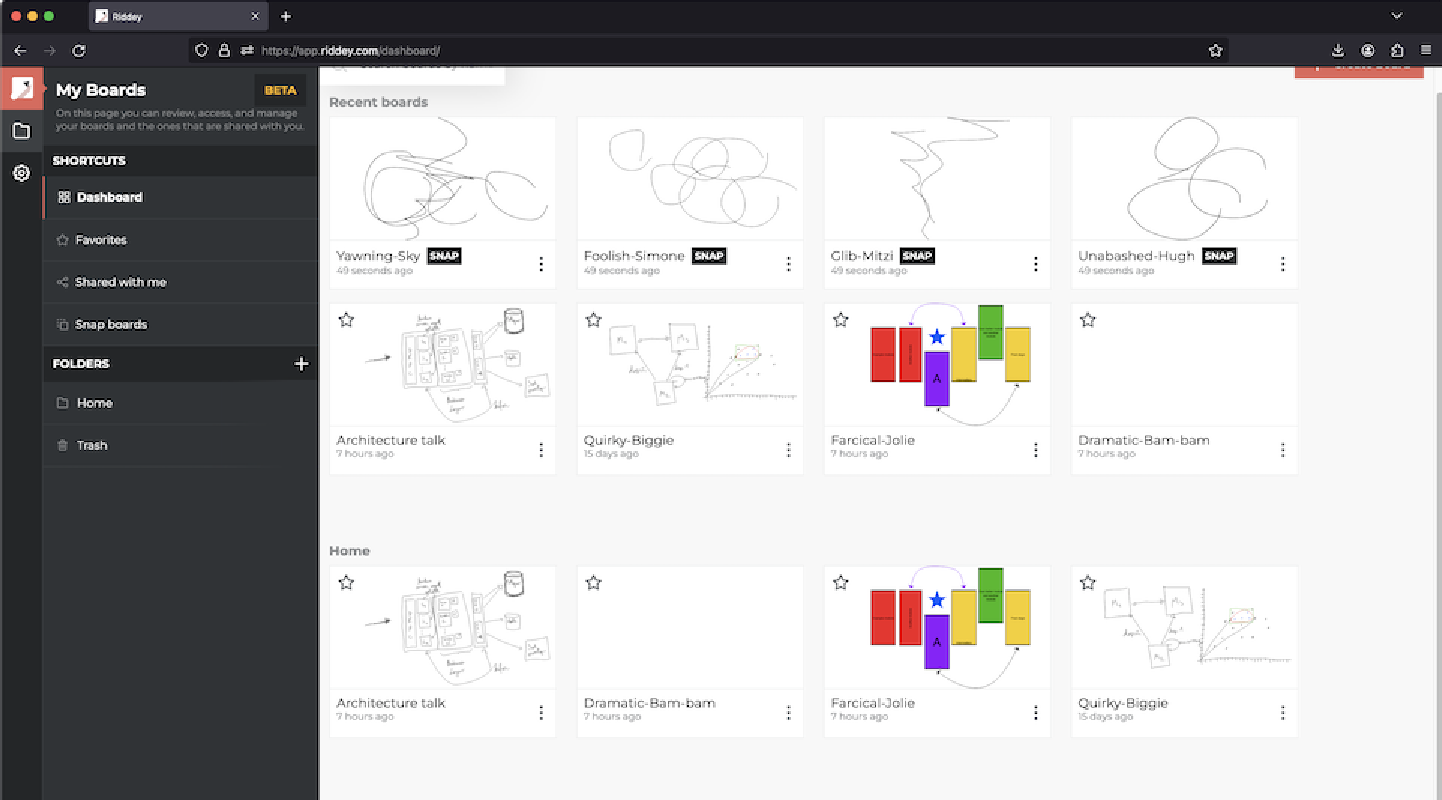 Riddey
https://app.riddey.com/dashboard/
My Boards
BETA
On this page you can review, access, and manage
your boards and the ones that are shared with you.
SHORTCUTS
Dashboard
Favorites
Shared with me
Snap boards
FOLDERS
Home
Trash
Recent boards
Yawning-Sky SNAP
49 seconds ago
Foolish-Simone SNAP
49 seconds ago
Glib-Mitzi SNAP
49 seconds ago
Unabashed-Hugh SNAP
49 seconds ago
A
Architecture talk
7 hours ago
Quirky-Biggie
15 days ago
Farcical-Jolie
7 hours ago
Dramatic-Bam-bam
7 hours ago
Home
A
Architecture talk
7 hours ago
Dramatic-Bam-bam
7 hours ago
Farcical-Jolie
7 hours ago
Quirky-Biggie
15 days ago